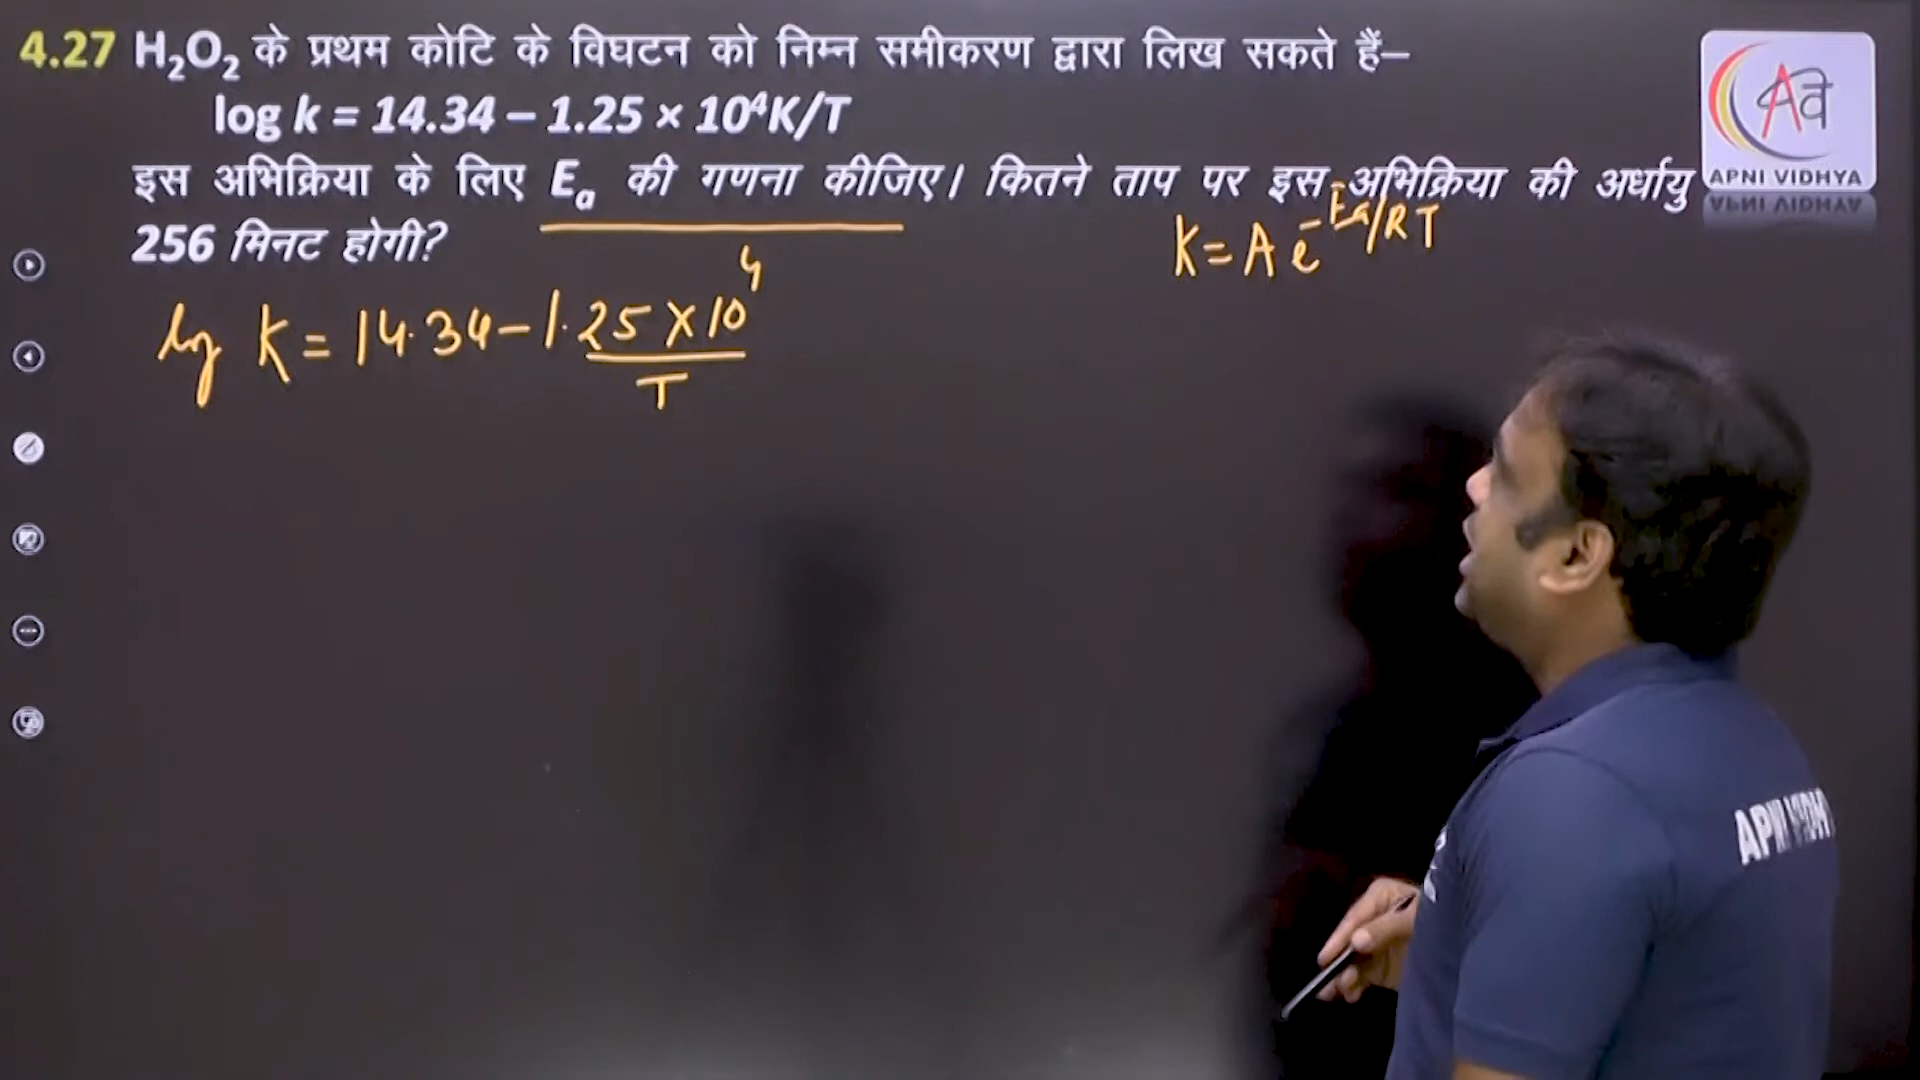 4.27 H₂O₂ के प्रथम कोटि के विघटन को निम्न समीकरण द्वारा लिख सकते हैं–
log k = 14.34 – 1.25 × 10⁴K/T
इस अभिक्रिया के लिए Eₐ की गणना कीजिए। कितने ताप पर इस अभिक्रिया की अर्धायु
256 मिनट होगी?
K = A e^-Ea/RT
log K = 14.34 - 1.25 × 10⁴
T
APNI VIDHYA
APNI VIDHY